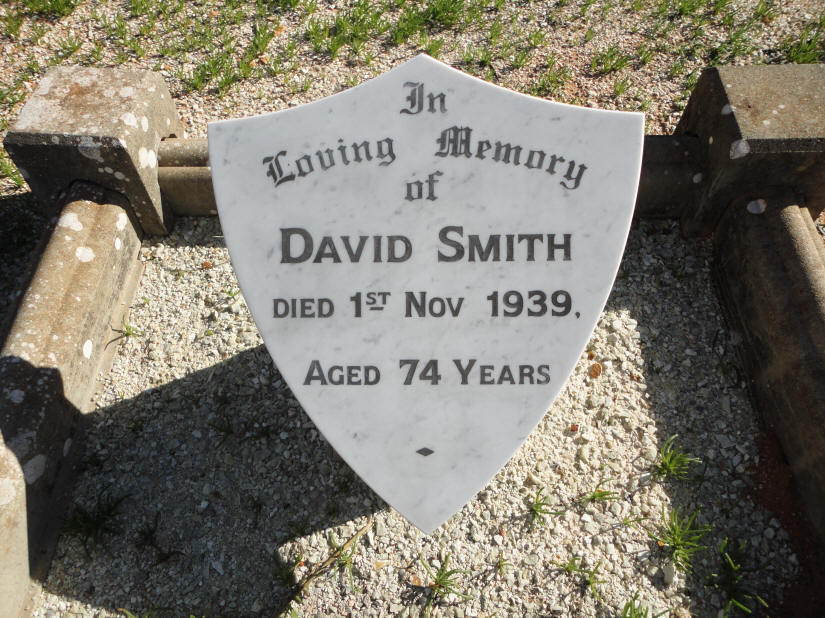 In
Loving Memory
of
DAVID SMITH
DIED 1ST NOV 1939,
AGED 74 YEARS